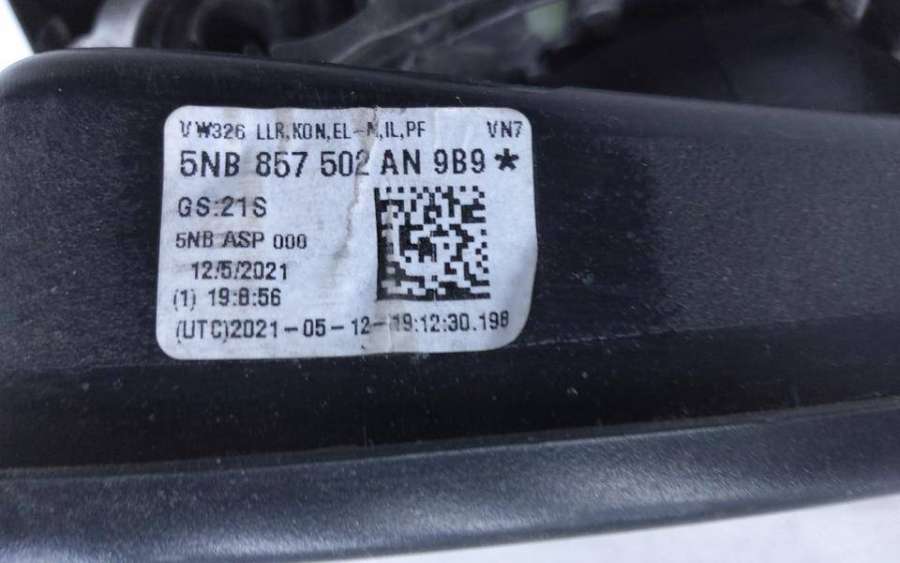 VW326 LLR,KON,EL-N,IL,PF VN7
5NB 857 502 AN 9B9 *
GS:21S
5NB ASP 000
12/5/2021
(1) 19:8:56
(UTC)2021-05-12-19:12:30.198